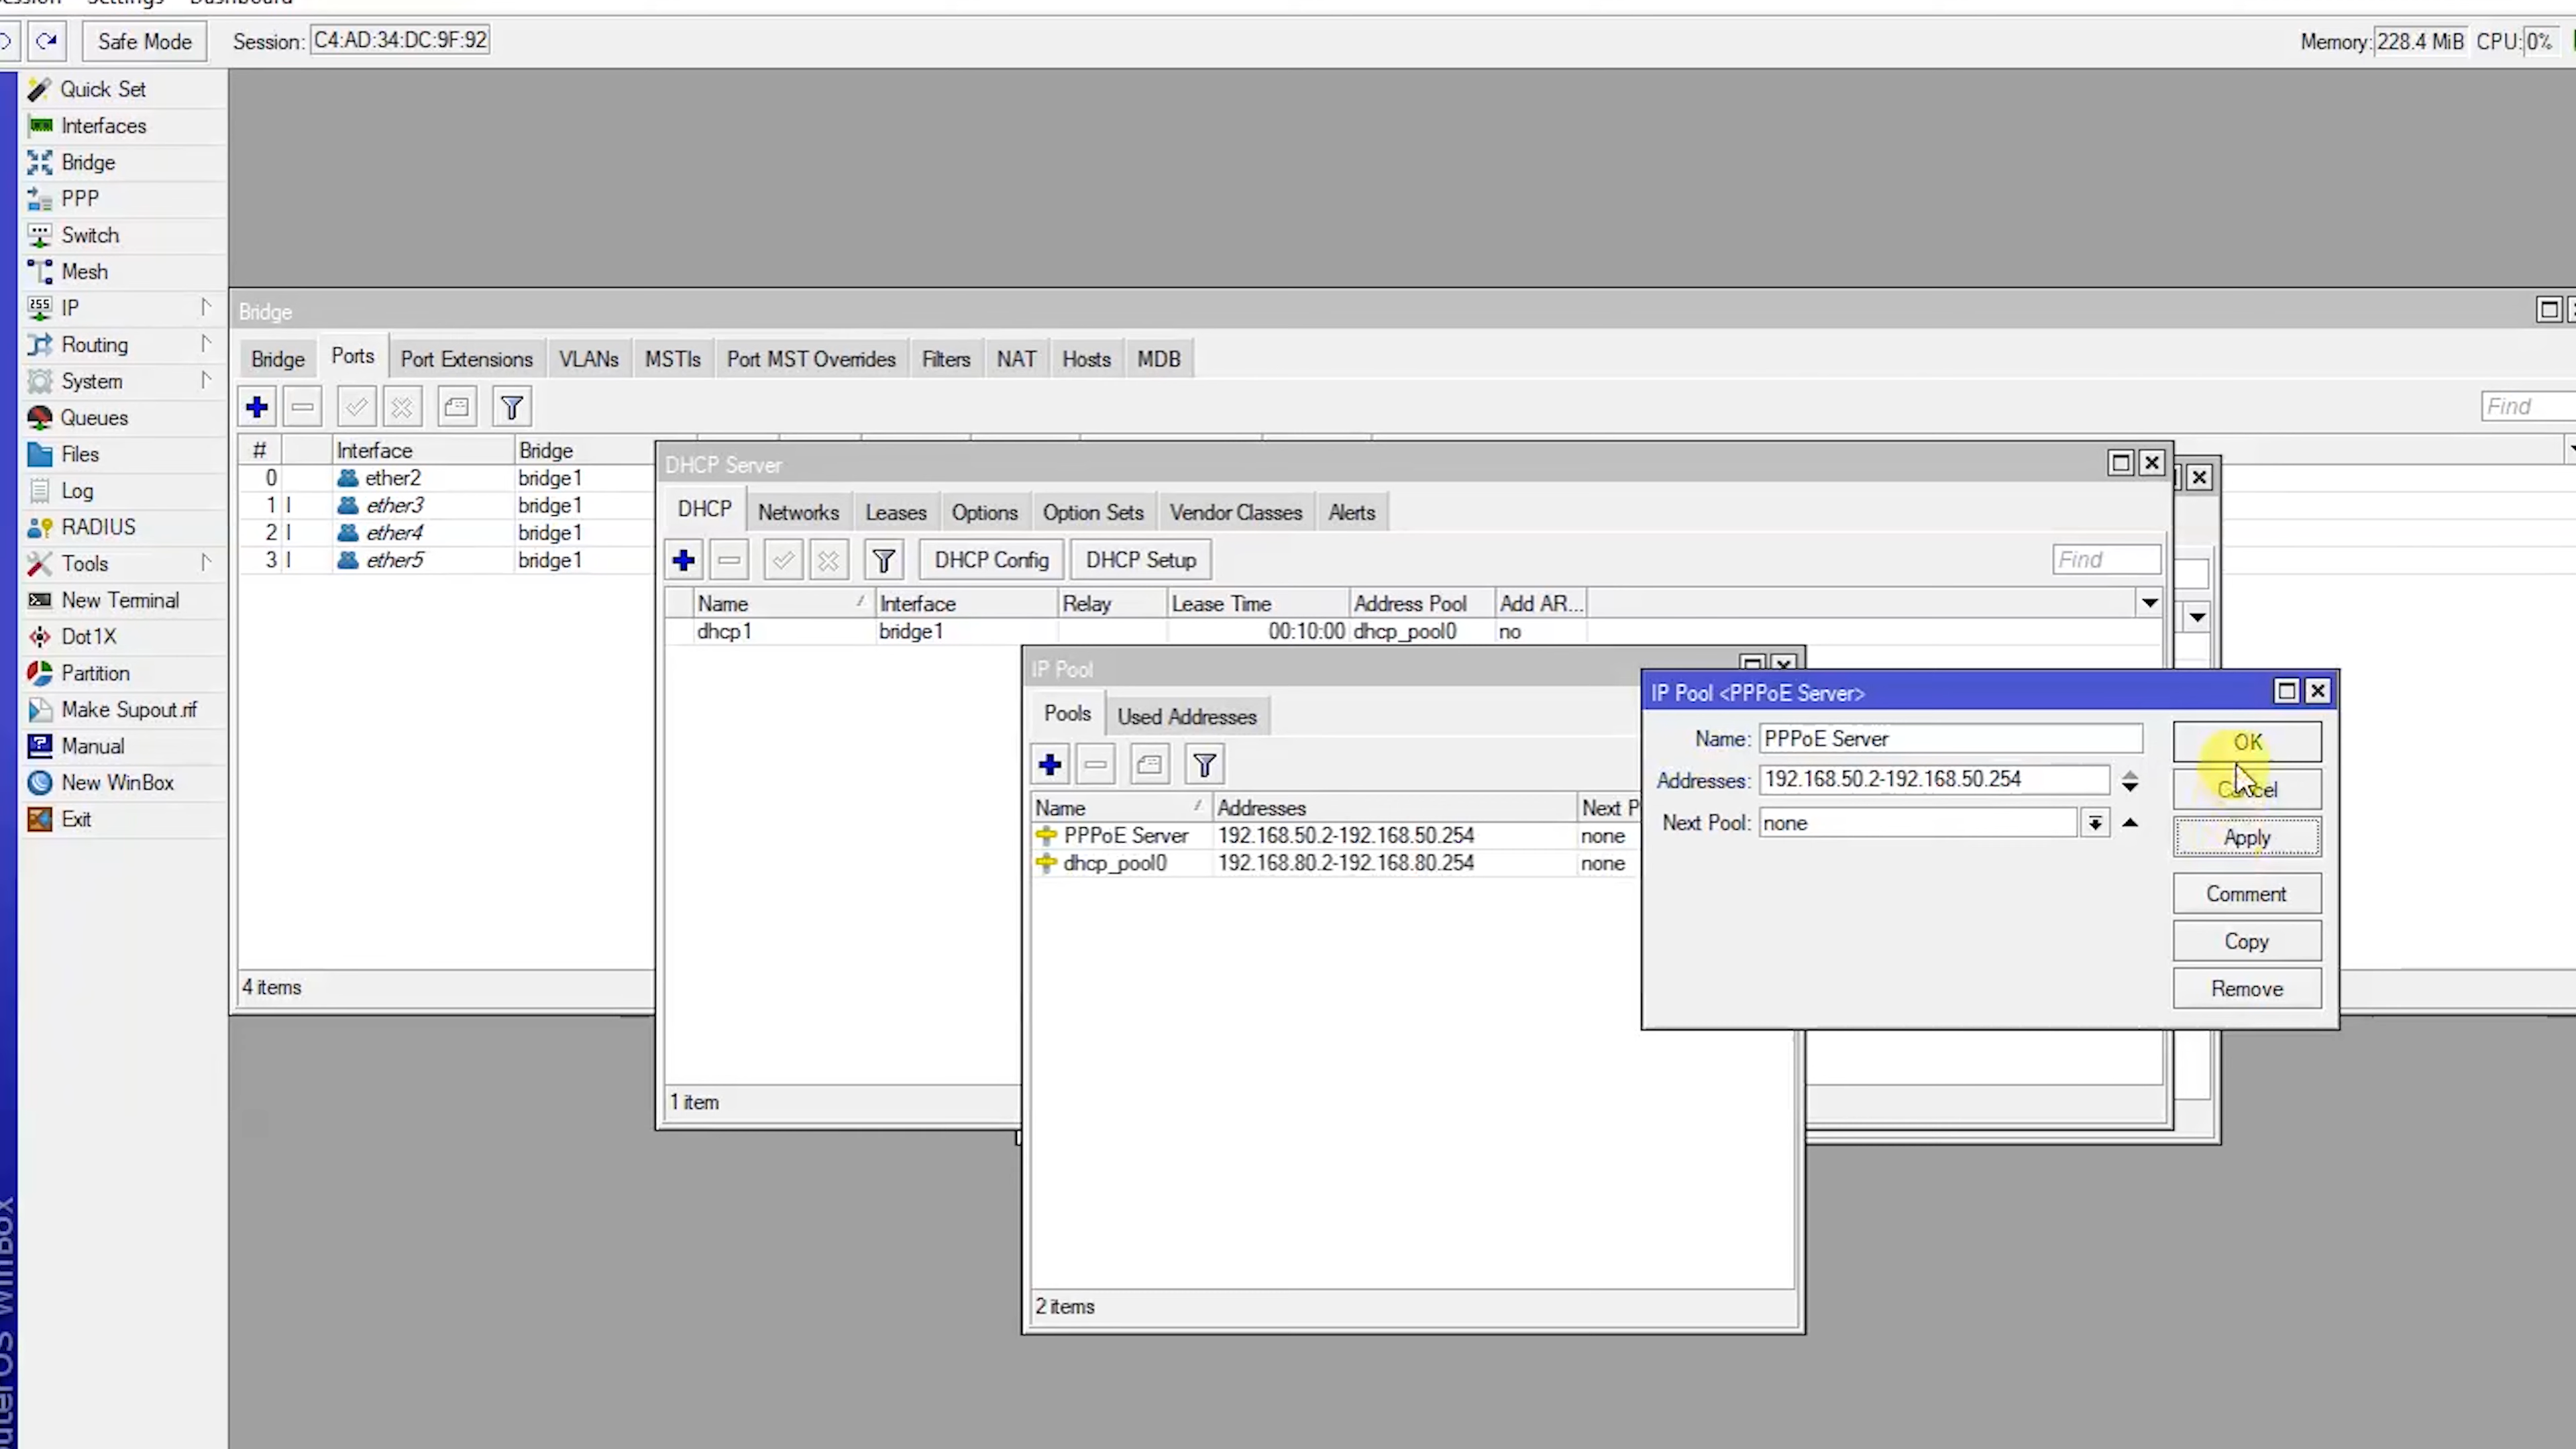 Session Settings Dashboard
Safe Mode
Session: C4:AD:34:DC:9F:92
Memory: 228.4 MiB CPU: 0%
Quick Set
Interfaces
Bridge
PPP
Switch
Mesh
IP
Routing
System
Queues
Files
Log
RADIUS
Tools
New Terminal
Dot1X
Partition
Make Supout.rif
Manual
New WinBox
Exit
Bridge
Bridge Ports Port Extensions VLANs MSTIs Port MST Overrides Filters NAT Hosts MDB
Find
# Interface Bridge
0 ether2 bridge1
1 I ether3 bridge1
2 I ether4 bridge1
3 I ether5 bridge1
4 items
DHCP Server
DHCP Networks Leases Options Option Sets Vendor Classes Alerts
DHCP Config DHCP Setup
Find
Name Interface Relay Lease Time Address Pool Add AR...
dhcp1 bridge1 00:10:00 dhcp_pool0 no
1 item
IP Pool
Pools Used Addresses
Name Addresses Next P
PPPoE Server 192.168.50.2-192.168.50.254 none
dhcp_pool0 192.168.80.2-192.168.80.254 none
2 items
IP Pool <PPPoE Server>
Name: PPPoE Server
Addresses: 192.168.50.2-192.168.50.254
Next Pool: none
OK
Cancel
Apply
Comment
Copy
Remove
RouterOS WinBox